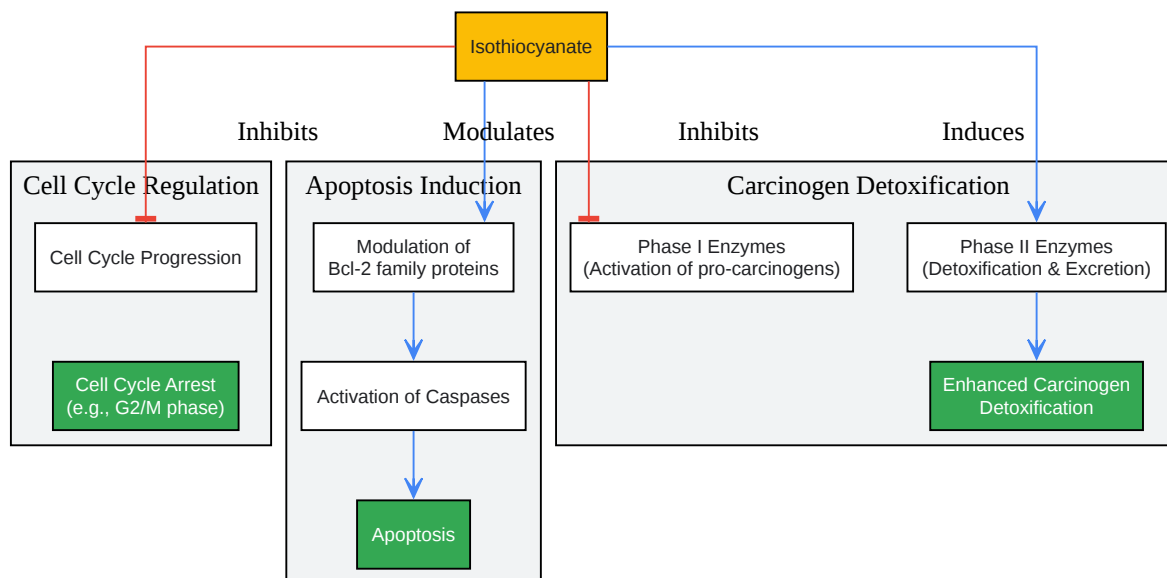 Isothiocyanate
Inhibits
Modulates
Inhibits
Induces
Cell Cycle Regulation
Cell Cycle Progression
Cell Cycle Arrest
(e.g., G2/M phase)
Apoptosis Induction
Modulation of
Bcl-2 family proteins
Activation of Caspases
Apoptosis
Carcinogen Detoxification
Phase I Enzymes
(Activation of pro-carcinogens)
Phase II Enzymes
(Detoxification & Excretion)
Enhanced Carcinogen
Detoxification